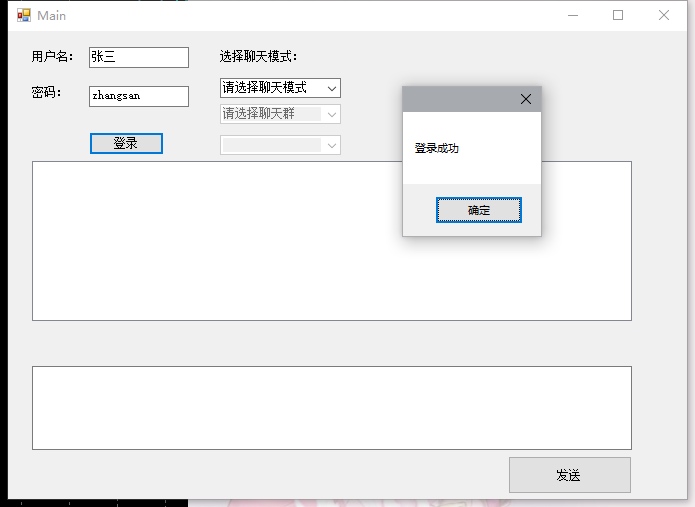 Main
用户名： 张三 选择聊天模式：
密码： zhangsan 请选择聊天模式
请选择聊天群
登录
登录成功
确定
发送